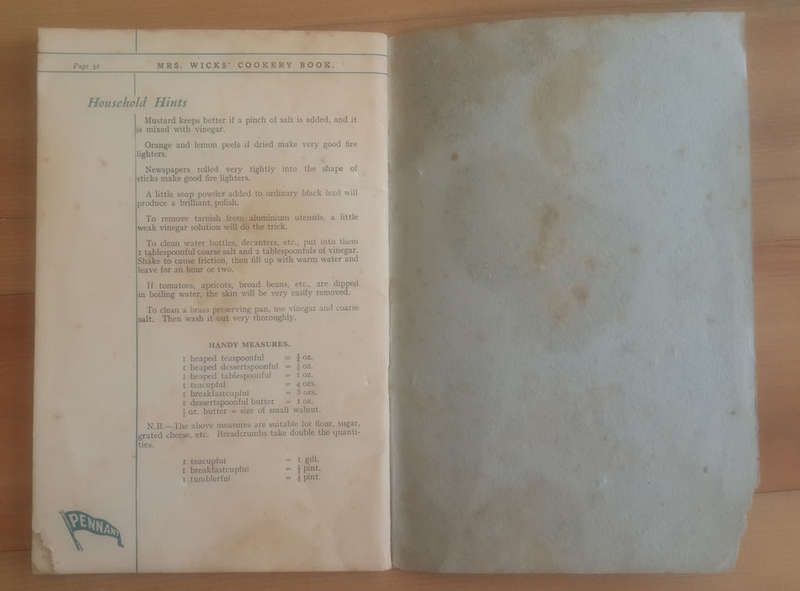 MRS. WICKS' COOKERY BOOK.
Household Hints
Mustard keeps better if a pinch of salt is added, and it
is mixed with vinegar.
Orange and lemon peels if dried make very good fire
lighters.
Newspapers rolled very tightly into the shape of
sticks make good fire lighters.
A little soap powder added to ordinary black lead will
produce a brilliant polish.
To remove tarnish from aluminium utensils, a little
weak vinegar solution will do the trick.
To clean water bottles, decanters, etc., put into them
1 tablespoonful coarse salt and 2 tablespoonfuls of vinegar.
Shake to cause friction, then fill up with warm water and
leave for an hour or two.
If tomatoes, apricots, broad beans, etc., are dipped
in boiling water, the skin will be very easily removed.
To clean a brass preserving pan, use vinegar and coarse
salt. Then wash it out very thoroughly.
HANDY MEASURES.
1 heaped teaspoonful = oz.
1 heaped dessertspoonful = oz.
1 heaped tablespoonful = 1 oz.
1 teacupful = 4 ozs.
1 breakfastcupful = ozs.
1 dessertspoonful butter = 1 oz.
oz. butter = size of small walnut.
N.B.—The above measures are suitable for flour, sugar,
grated cheese, etc. Breadcrumbs take double the quanti-
ties.
1 teacupful = 1 gill.
1 breakfastcupful = ½ pint.
1 tumblerful = ½ pint.
PENNANT